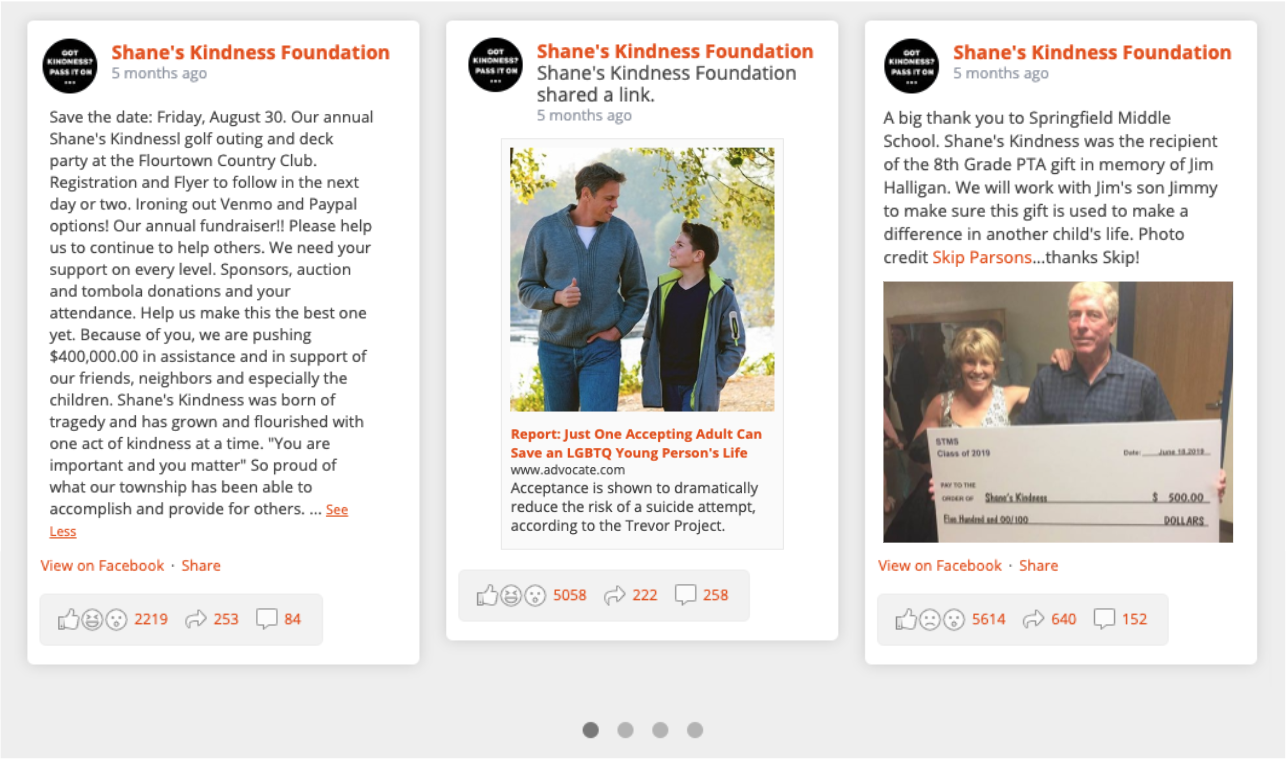 GOT
KINDNESS?
PASS IT ON
...
Shane's Kindness Foundation
5 months ago
Save the date: Friday, August 30. Our annual
Shane's Kindnessl golf outing and deck
party at the Flourtown Country Club.
Registration and Flyer to follow in the next
day or two. Ironing out Venmo and Paypal
options! Our annual fundraiser!! Please help
us to continue to help others. We need your
support on every level. Sponsors, auction
and tombola donations and your
attendance. Help us make this the best one
yet. Because of you, we are pushing
$400,000.00 in assistance and in support of
our friends, neighbors and especially the
children. Shane's Kindness was born of
tragedy and has grown and flourished with
one act of kindness at a time. "You are
important and you matter" So proud of
what our township has been able to
accomplish and provide for others. ... See
Less
View on Facebook · Share
2219 253 84
GOT
KINDNESS?
PASS IT ON
...
Shane's Kindness Foundation
Shane's Kindness Foundation
shared a link.
5 months ago
Report: Just One Accepting Adult Can
Save an LGBTQ Young Person's Life
www.advocate.com
Acceptance is shown to dramatically
reduce the risk of a suicide attempt,
according to the Trevor Project.
5058 222 258
GOT
KINDNESS?
PASS IT ON
...
Shane's Kindness Foundation
5 months ago
A big thank you to Springfield Middle
School. Shane's Kindness was the recipient
of the 8th Grade PTA gift in memory of Jim
Halligan. We will work with Jim's son Jimmy
to make sure this gift is used to make a
difference in another child's life. Photo
credit Skip Parsons...thanks Skip!
STMS
Class of 2019 Date: June 18,2019
PAY TO THE
ORDER OF Shane's Kindness $ 500.00
Five Hundred and 00/100 DOLLARS
View on Facebook · Share
5614 640 152